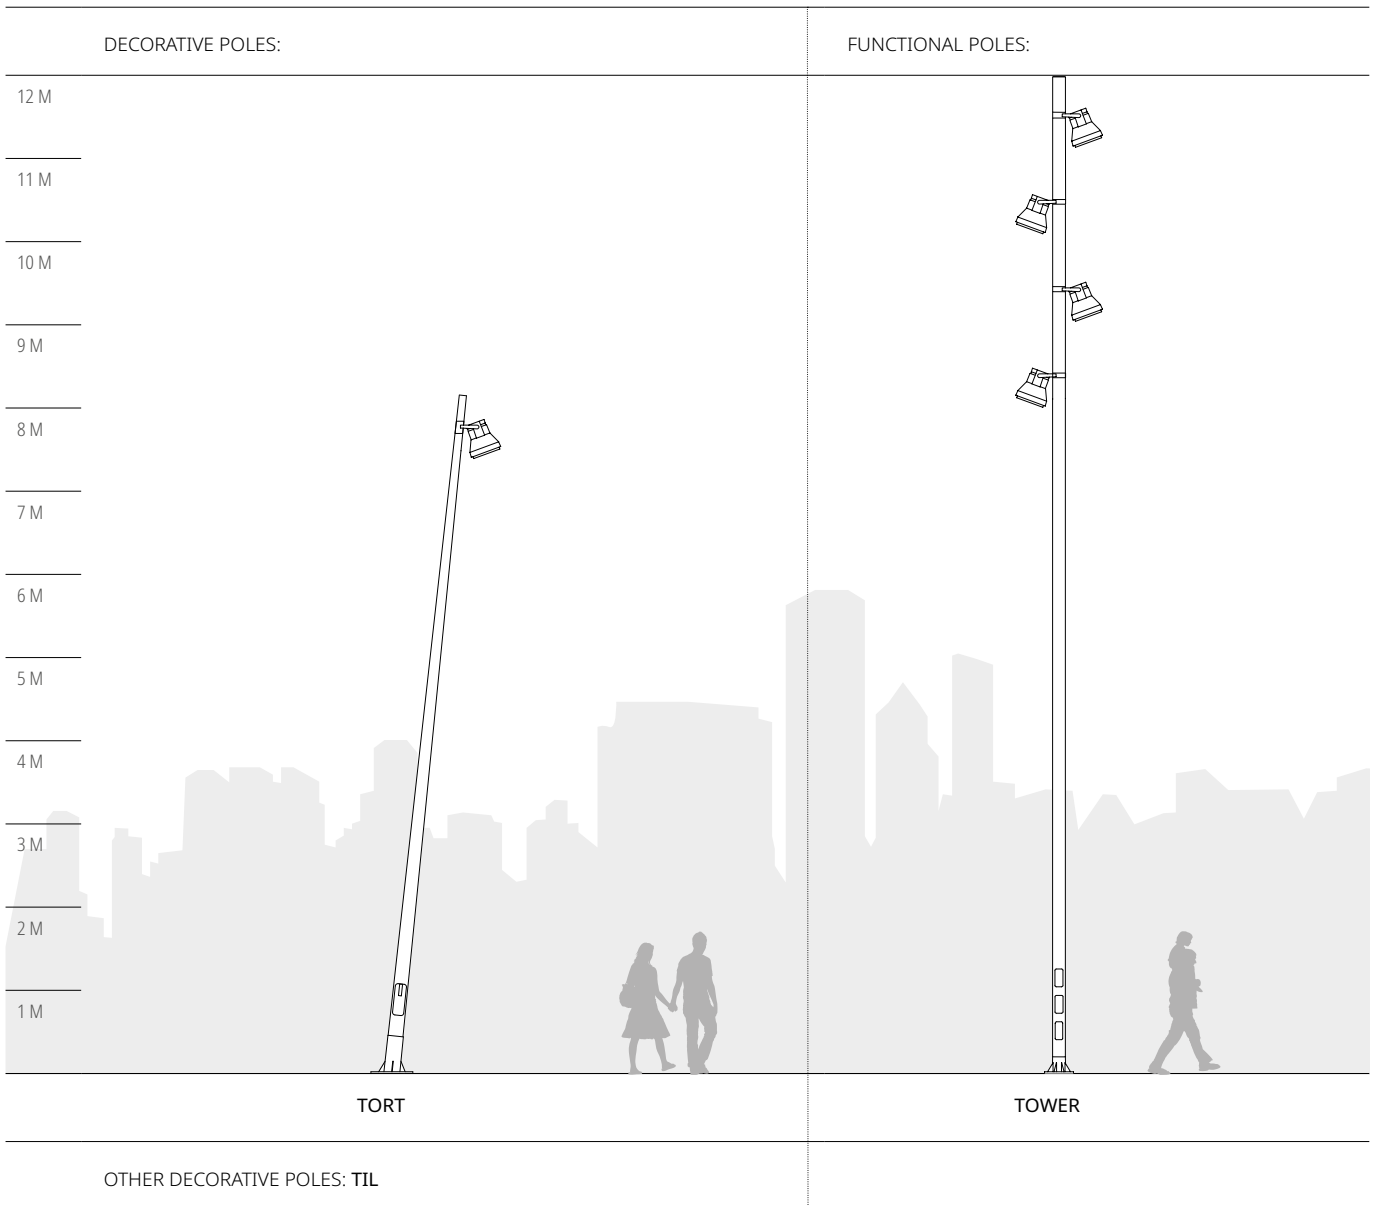 DECORATIVE POLES:
FUNCTIONAL POLES:
12 M
11 M
10 M
9 M
8 M
7 M
6 M
5 M
4 M
3 M
2 M
1 M
TORT
TOWER
OTHER DECORATIVE POLES: TIL